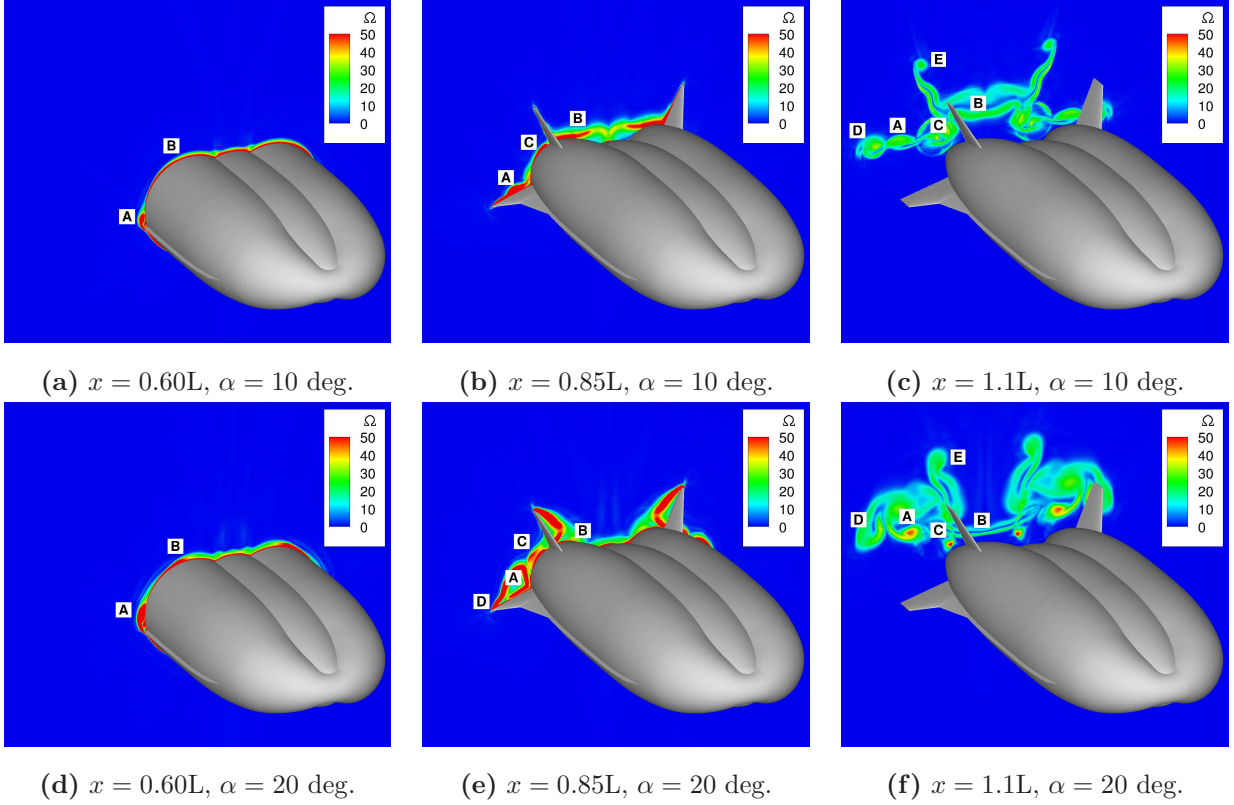 Ω
50
40
30
20
10
0
B
A
(a) x = 0.60L, α = 10 deg.
Ω
50
40
30
20
10
0
B
C
A
(b) x = 0.85L, α = 10 deg.
Ω
50
40
30
20
10
0
E
B
D A C
(c) x = 1.1L, α = 10 deg.
Ω
50
40
30
20
10
0
B
A
(d) x = 0.60L, α = 20 deg.
Ω
50
40
30
20
10
0
B
C
A
D
(e) x = 0.85L, α = 20 deg.
Ω
50
40
30
20
10
0
E
D A B
C
(f) x = 1.1L, α = 20 deg.